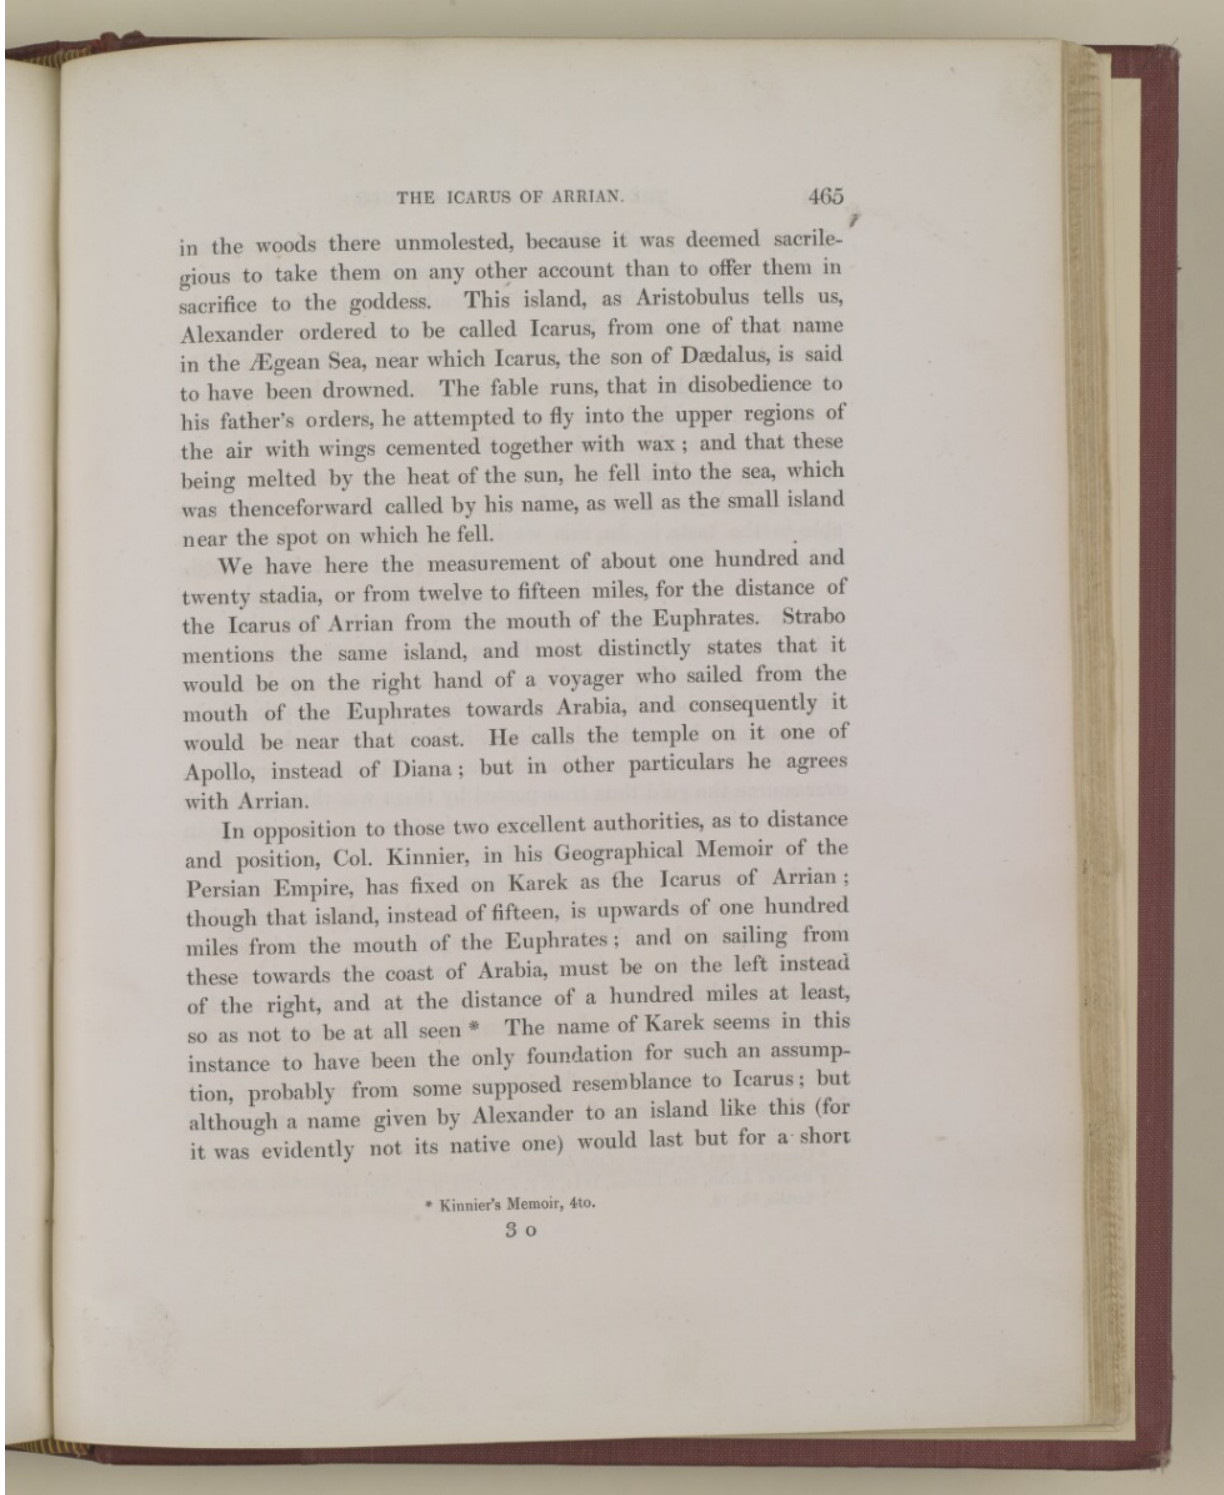 THE ICARUS OF ARRIAN. 465
in the woods there unmolested, because it was deemed sacrile-
gious to take them on any other account than to offer them in
sacrifice to the goddess. This island, as Aristobulus tells us,
Alexander ordered to be called Icarus, from one of that name
in the Ægean Sea, near which Icarus, the son of Dædalus, is said
to have been drowned. The fable runs, that in disobedience to
his father's orders, he attempted to fly into the upper regions of
the air with wings cemented together with wax; and that these
being melted by the heat of the sun, he fell into the sea, which
was thenceforward called by his name, as well as the small island
near the spot on which he fell.
We have here the measurement of about one hundred and
twenty stadia, or from twelve to fifteen miles, for the distance of
the Icarus of Arrian from the mouth of the Euphrates. Strabo
mentions the same island, and most distinctly states that it
would be on the right hand of a voyager who sailed from the
mouth of the Euphrates towards Arabia, and consequently it
would be near that coast. He calls the temple on it one of
Apollo, instead of Diana; but in other particulars he agrees
with Arrian.
In opposition to those two excellent authorities, as to distance
and position, Col. Kinnier, in his Geographical Memoir of the
Persian Empire, has fixed on Karek as the Icarus of Arrian;
though that island, instead of fifteen, is upwards of one hundred
miles from the mouth of the Euphrates; and on sailing from
these towards the coast of Arabia, must be on the left instead
of the right, and at the distance of a hundred miles at least,
so as not to be at all seen * The name of Karek seems in this
instance to have been the only foundation for such an assump-
tion, probably from some supposed resemblance to Icarus; but
although a name given by Alexander to an island like this (for
it was evidently not its native one) would last but for a short
* Kinnier's Memoir, 4to.
3 o